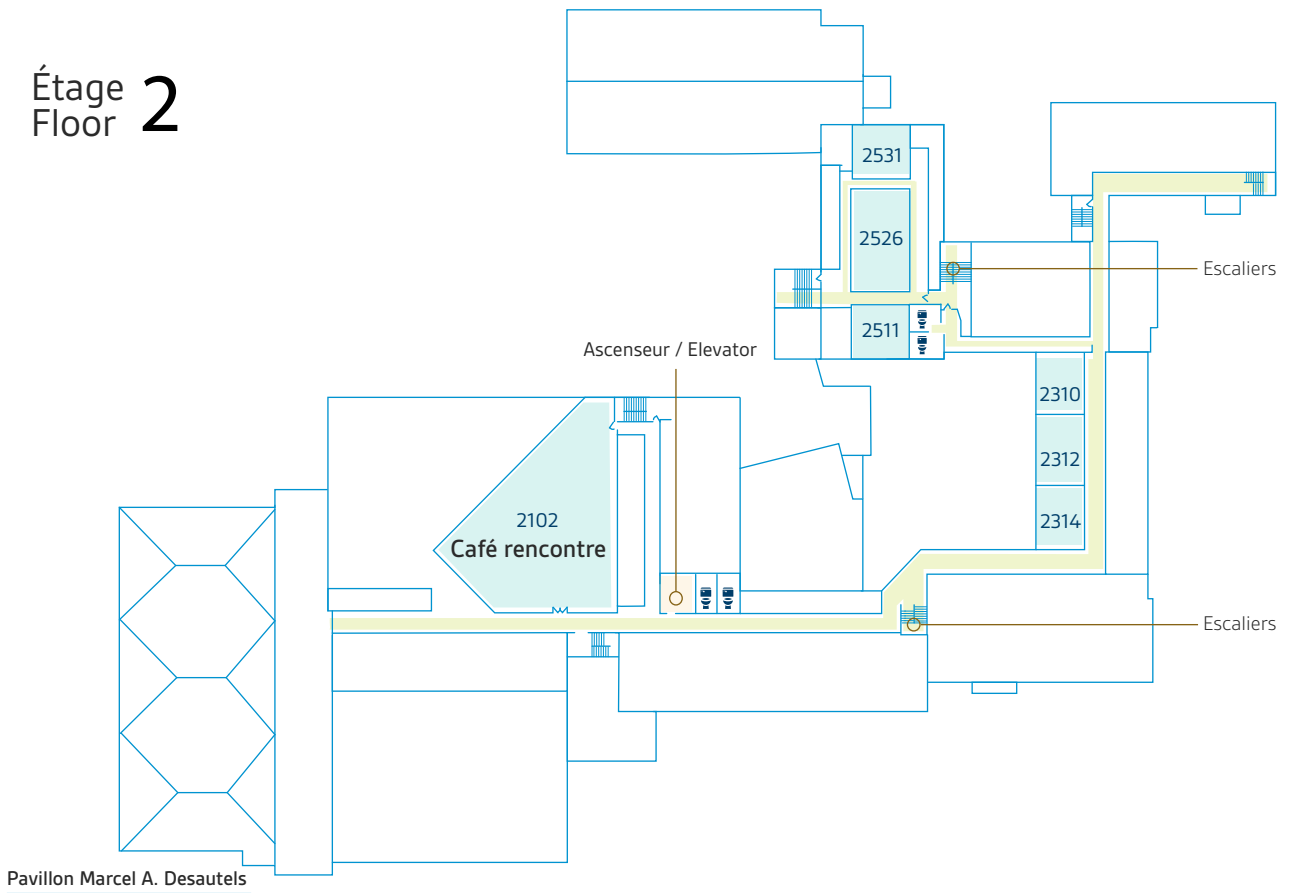 Étage
Floor 2
2531
2526
Escaliers
2511
Ascenseur / Elevator
2310
2312
2314
2102
Café rencontre
Escaliers
Pavillon Marcel A. Desautels